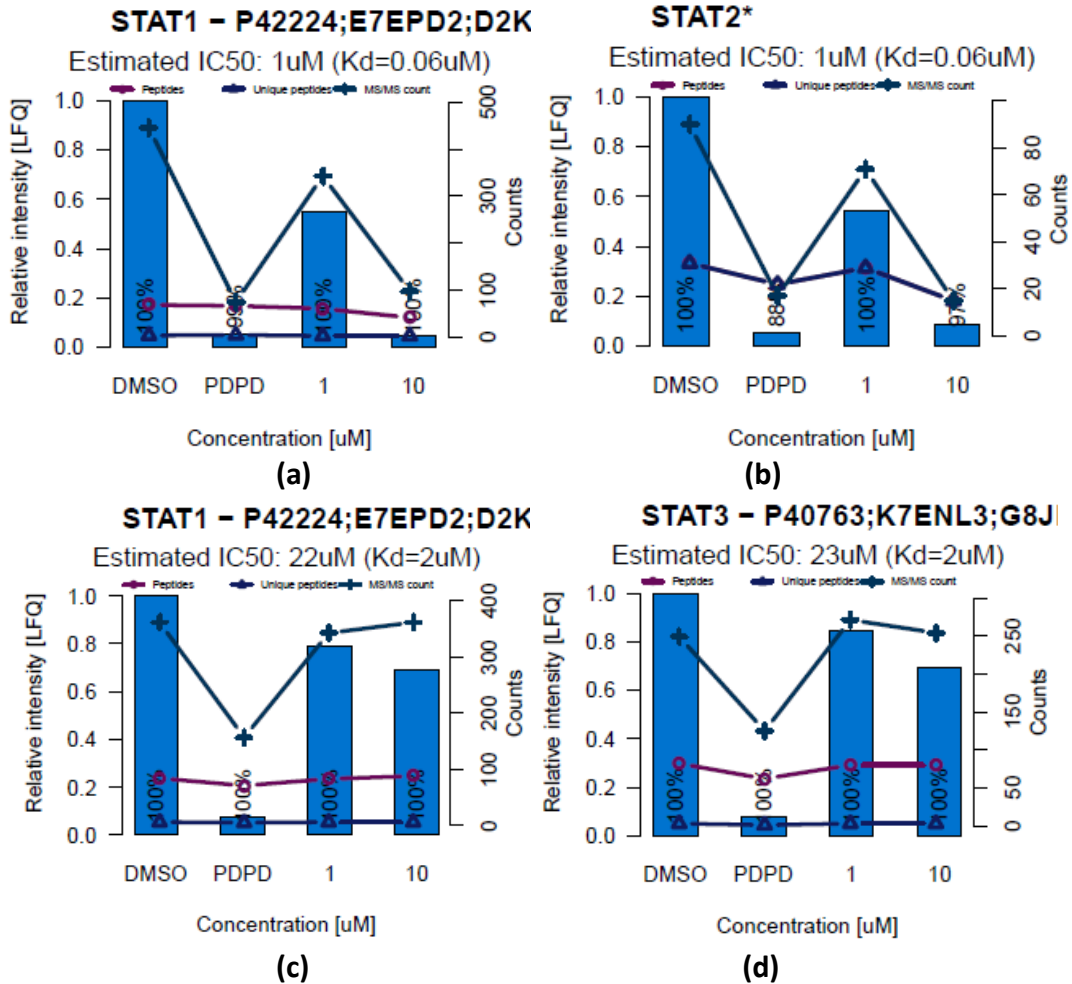 STAT1 − P42224;E7EPD2;D2K
Estimated IC50: 1uM (Kd=0.06uM)
Peptides Unique peptides MS/MS count
Relative intensity [LFQ]
1.0
0.8
0.6
0.4
0.2
0.0
100%
100%
500
300
100
0
Counts
DMSO PDPD 1 10
Concentration [uM]
(a)
STAT2*
Estimated IC50: 1uM (Kd=0.06uM)
Peptides Unique peptides MS/MS count
Relative intensity [LFQ]
1.0
0.8
0.6
0.4
0.2
0.0
100%
100%
97%
80
60
40
20
0
Counts
DMSO PDPD 1 10
Concentration [uM]
(b)
STAT1 − P42224;E7EPD2;D2K
Estimated IC50: 22uM (Kd=2uM)
Peptides Unique peptides MS/MS count
Relative intensity [LFQ]
1.0
0.8
0.6
0.4
0.2
0.0
100%
100%
100%
100%
400
300
200
100
0
Counts
DMSO PDPD 1 10
Concentration [uM]
(c)
STAT3 − P40763;K7ENL3;G8J
Estimated IC50: 23uM (Kd=2uM)
Peptides Unique peptides MS/MS count
Relative intensity [LFQ]
1.0
0.8
0.6
0.4
0.2
0.0
100%
100%
100%
100%
250
150
50
0
Counts
DMSO PDPD 1 10
Concentration [uM]
(d)